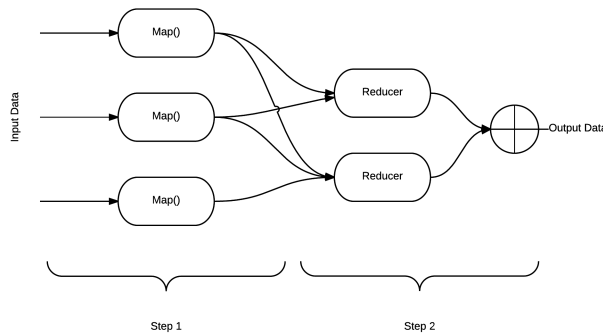 Input Data
Map()
Map()
Map()
Reducer
Reducer
Output Data
Step 1
Step 2